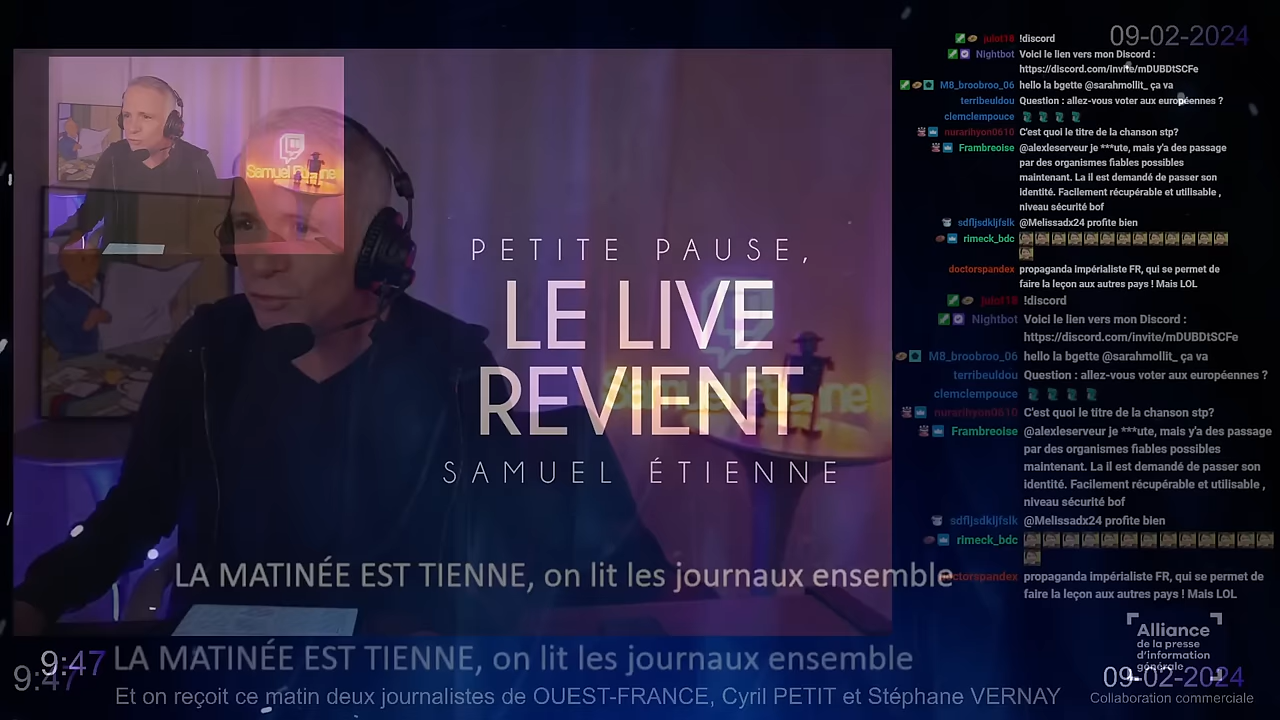 09-02-2024
julot18 !discord
Nightbot Voici le lien vers mon Discord :
https://discord.com/invite/mDUBDtSCFe
M8_broobroo_06 hello la bgette @sarahmollit_ ça va
terribeuldou Question : allez-vous voter aux européennes ?
clemclempouce
nurarihyon0610 C'est quoi le titre de la chanson stp?
Frambreoise @alexleserveur je ***ute, mais y'a des passage
par des organismes fiables possibles
maintenant. La il est demandé de passer son
identité. Facilement récupérable et utilisable ,
niveau sécurité bof
sdfljsdkljfslk @Melissadx24 profite bien
rimeck_bdc
doctorspandex propaganda impérialiste FR, qui se permet de
faire la leçon aux autres pays ! Mais LOL
julot18 !discord
Nightbot Voici le lien vers mon Discord :
https://discord.com/invite/mDUBDtSCFe
M8_broobroo_06 hello la bgette @sarahmollit_ ça va
terribeuldou Question : allez-vous voter aux européennes ?
clemclempouce
nurarihyon0610 C'est quoi le titre de la chanson stp?
Frambreoise @alexleserveur je ***ute, mais y'a des passage
par des organismes fiables possibles
maintenant. La il est demandé de passer son
identité. Facilement récupérable et utilisable ,
niveau sécurité bof
sdfljsdkljfslk @Melissadx24 profite bien
rimeck_bdc
doctorspandex propaganda impérialiste FR, qui se permet de
faire la leçon aux autres pays ! Mais LOL
PETITE PAUSE,
LE LIVE
REVIENT
SAMUEL ÉTIENNE
LA MATINÉE EST TIENNE, on lit les journaux ensemble
9:47 LA MATINÉE EST TIENNE, on lit les journaux ensemble
9:47
Et on reçoit ce matin deux journalistes de OUEST-FRANCE, Cyril PETIT et Stéphane VERNAY
Alliance
de la presse
d'information
générale
09-02-2024
Collaboration commerciale